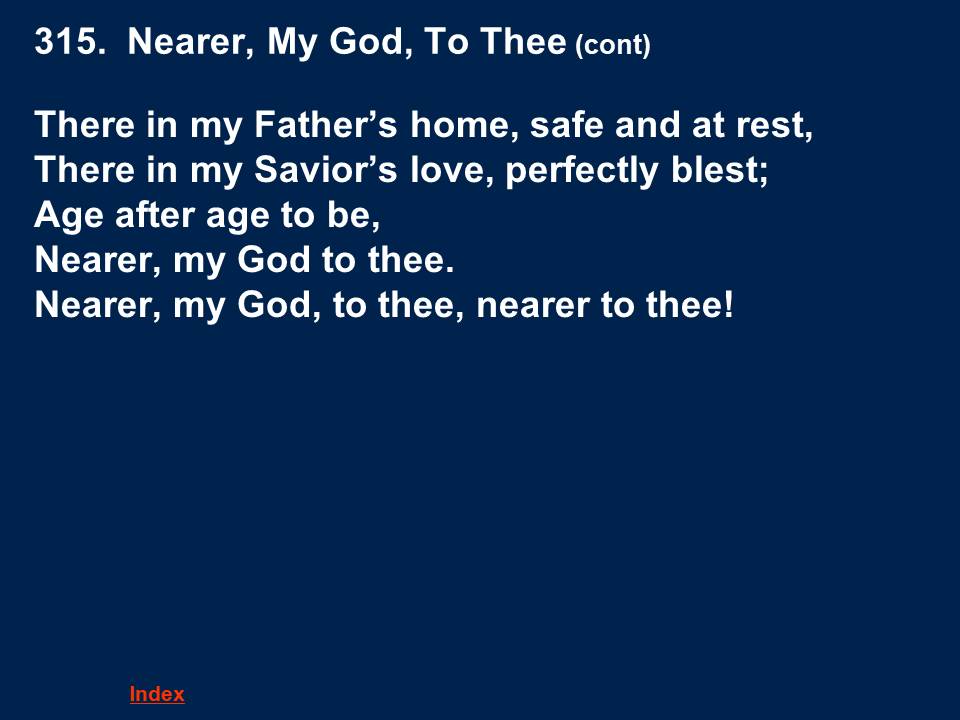 315.  Nearer, My God, To Thee (cont)
There in my Father’s home, safe and at rest,
There in my Savior’s love, perfectly blest;
Age after age to be,
Nearer, my God to thee.
Nearer, my God, to thee, nearer to thee!
Index